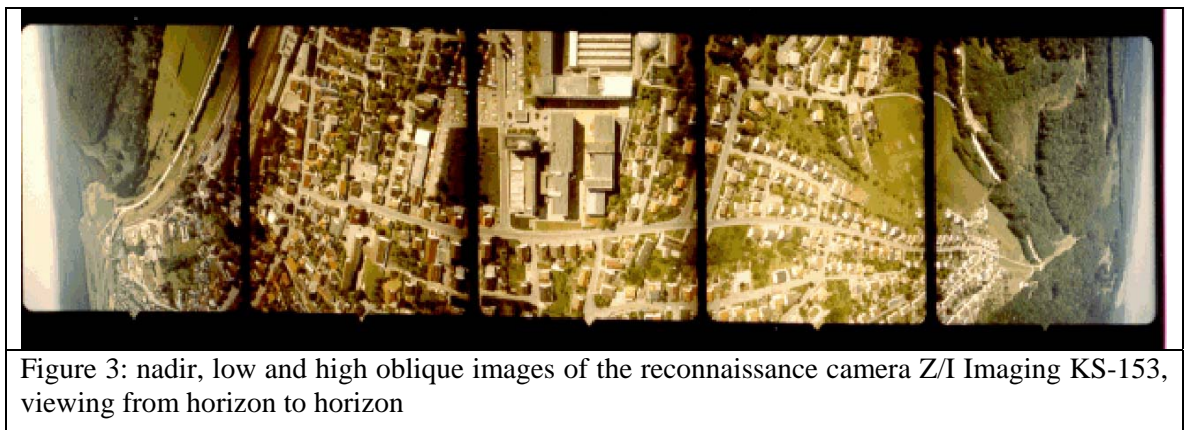 Figure 3: nadir, low and high oblique images of the reconnaissance camera Z/I Imaging KS-153,
viewing from horizon to horizon